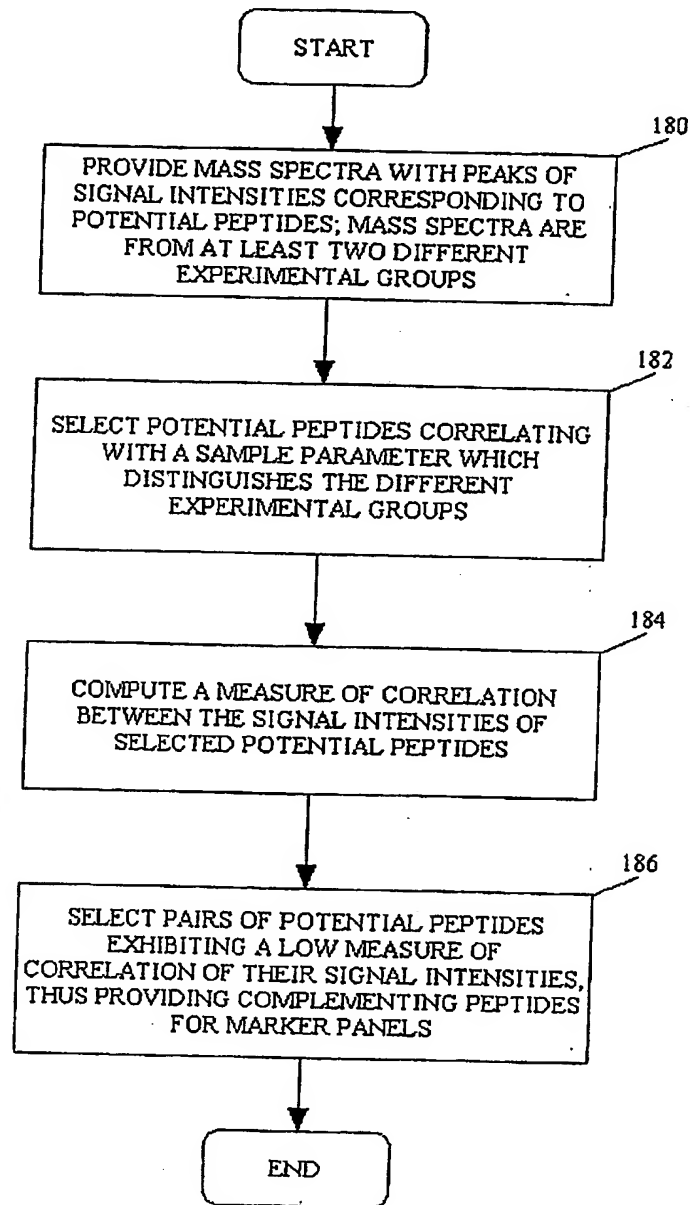 START
180
PROVIDE MASS SPECTRA WITH PEAKS OF
SIGNAL INTENSITIES CORRESPONDING TO
POTENTIAL PEPTIDES; MASS SPECTRA ARE
FROM AT LEAST TWO DIFFERENT
EXPERIMENTAL GROUPS
182
SELECT POTENTIAL PEPTIDES CORRELATING
WITH A SAMPLE PARAMETER WHICH
DISTINGUISHES THE DIFFERENT
EXPERIMENTAL GROUPS
184
COMPUTE A MEASURE OF CORRELATION
BETWEEN THE SIGNAL INTENSITIES OF
SELECTED POTENTIAL PEPTIDES
186
SELECT PAIRS OF POTENTIAL PEPTIDES
EXHIBITING A LOW MEASURE OF
CORRELATION OF THEIR SIGNAL INTENSITIES,
THUS PROVIDING COMPLEMENTING PEPTIDES
FOR MARKER PANELS
END